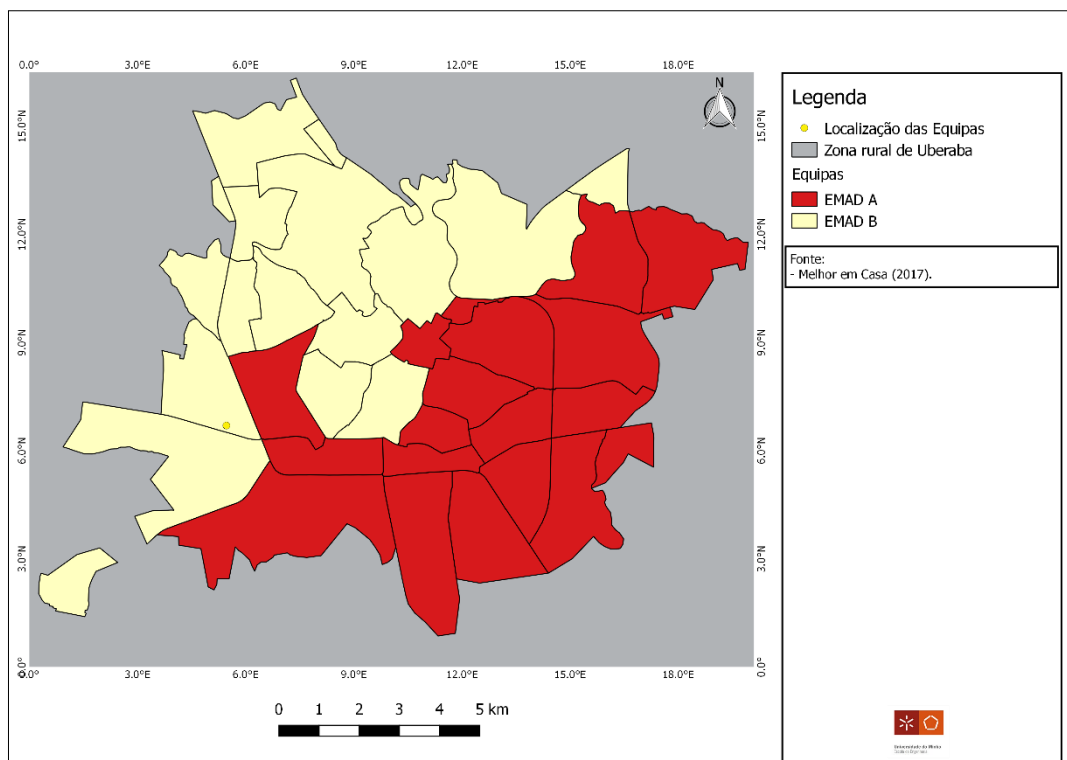 0.0° 3.0°E 6.0°E 9.0°E 12.0°E 15.0°E 18.0°E
15.0°N 15.0°N
12.0°N 12.0°N
9.0°N 9.0°N
6.0°N 6.0°N
3.0°N 3.0°N
0.0° 0.0°
0.0° 3.0°E 6.0°E 9.0°E 12.0°E 15.0°E 18.0°E
N
0 1 2 3 4 5 km
Legenda
Localização das Equipas
Zona rural de Uberaba
Equipas
EMAD A
EMAD B
Fonte:
- Melhor em Casa (2017).
Universidade do Minho